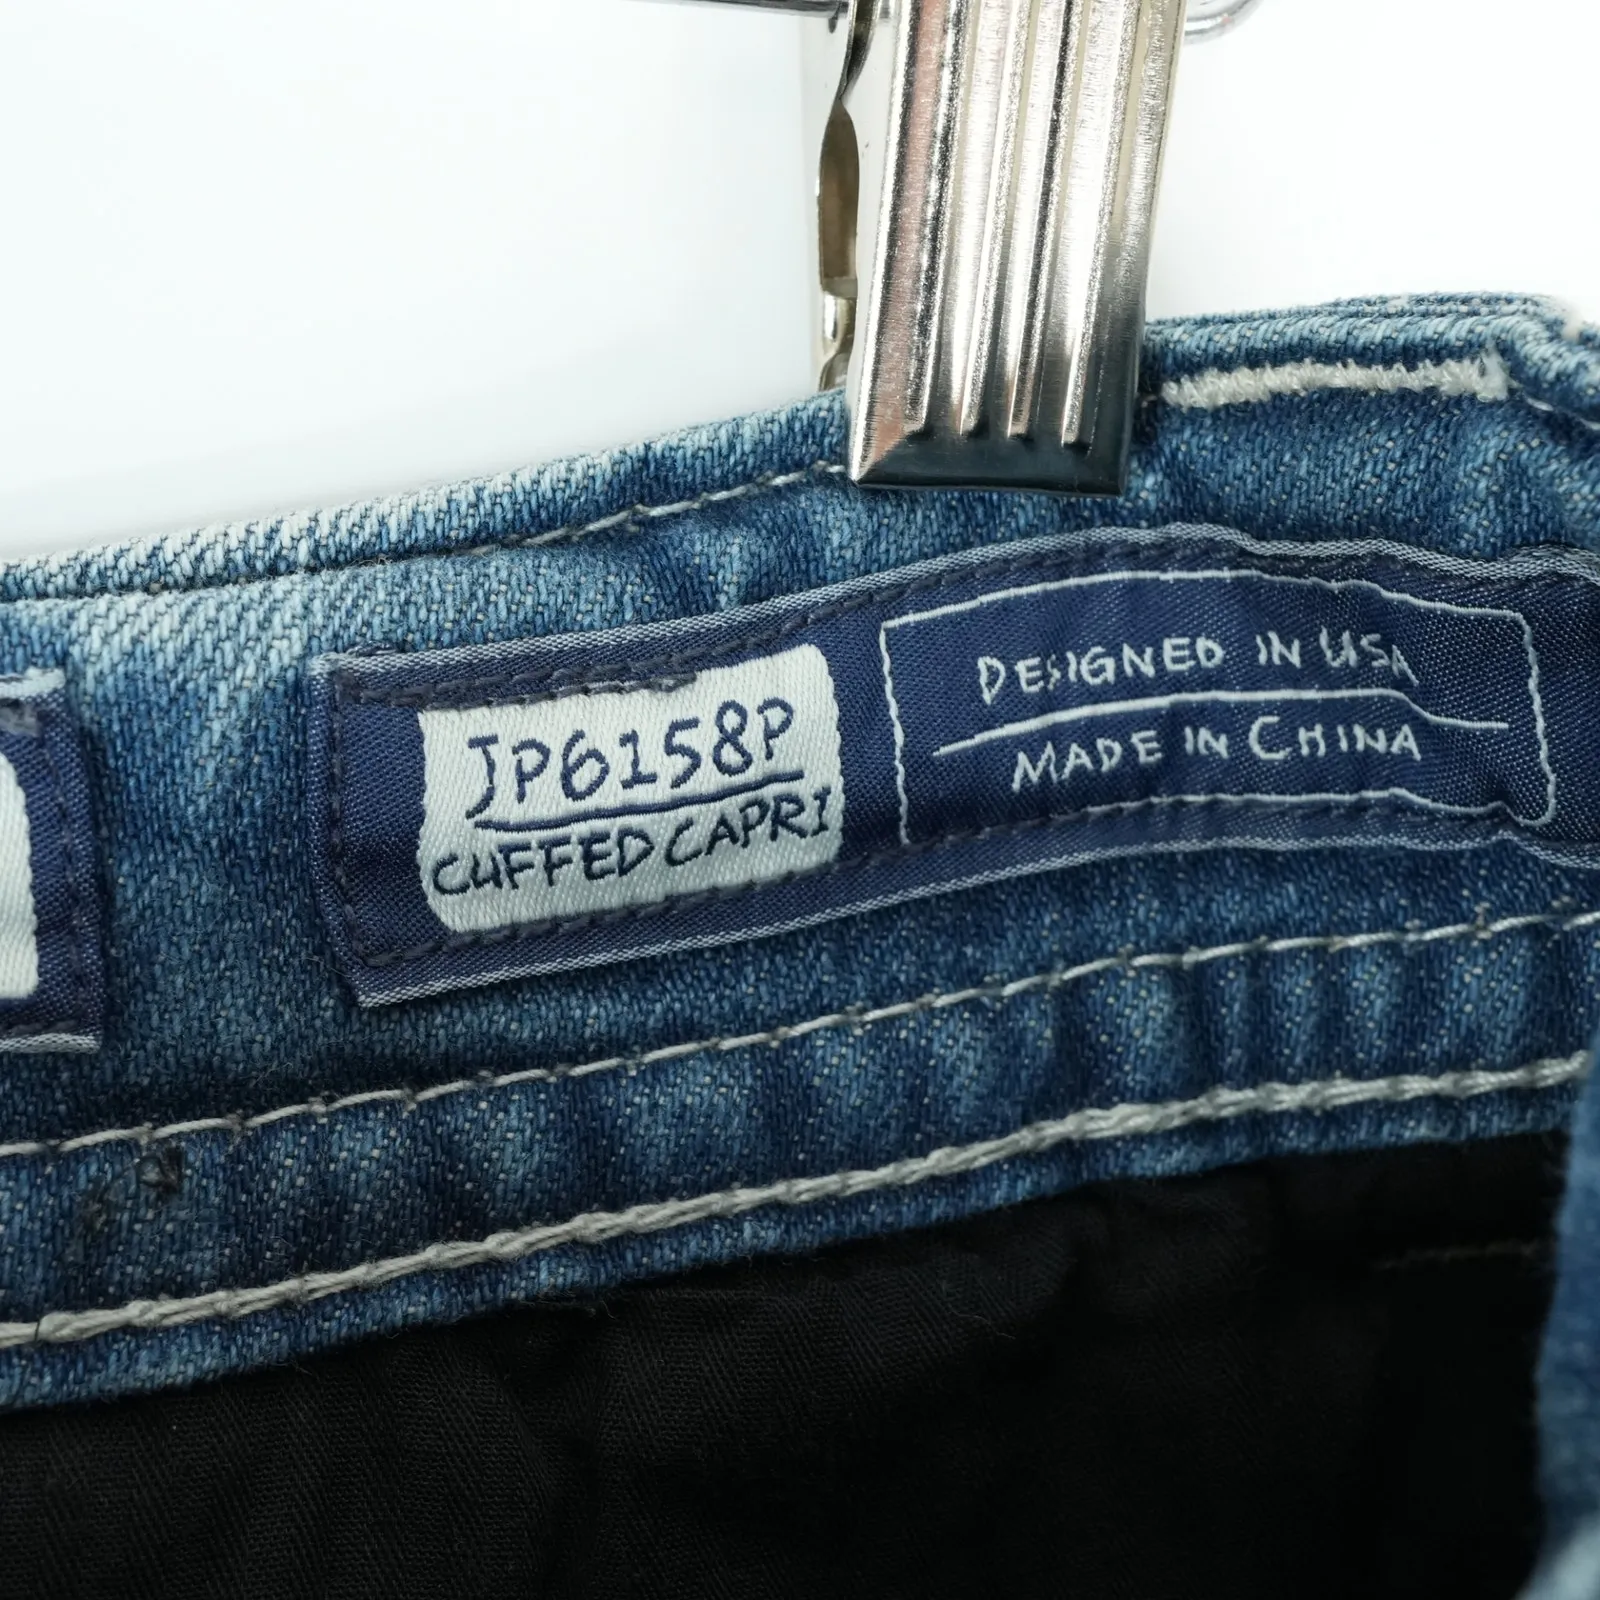 JP6158P
CUFFED CAPRI
DESIGNED IN USA
MADE IN CHINA